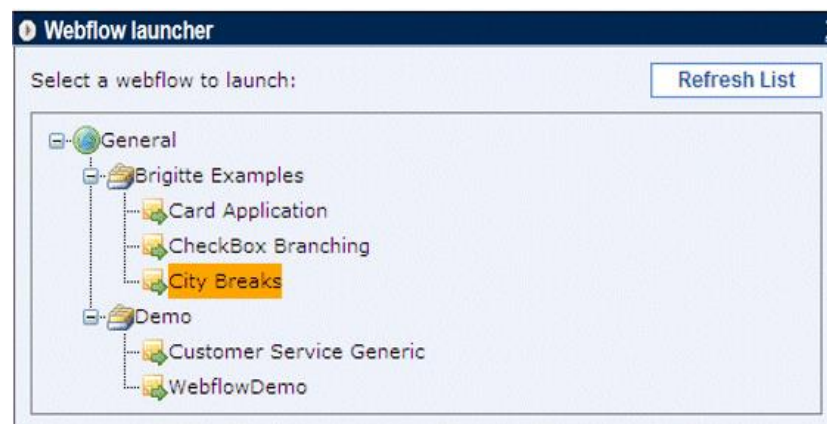 Webflow launcher
Select a webflow to launch:
Refresh List
General
Brigitte Examples
Card Application
CheckBox Branching
City Breaks
Demo
Customer Service Generic
WebflowDemo